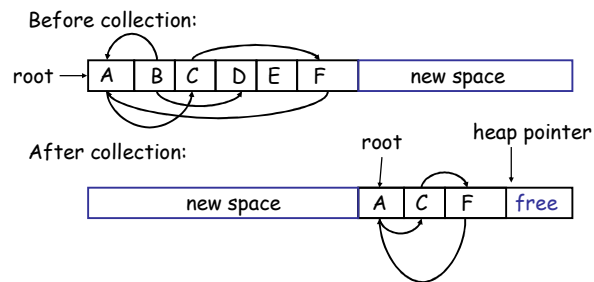 Before collection:
root A B C D E F new space
root heap pointer
After collection:
new space A C F free